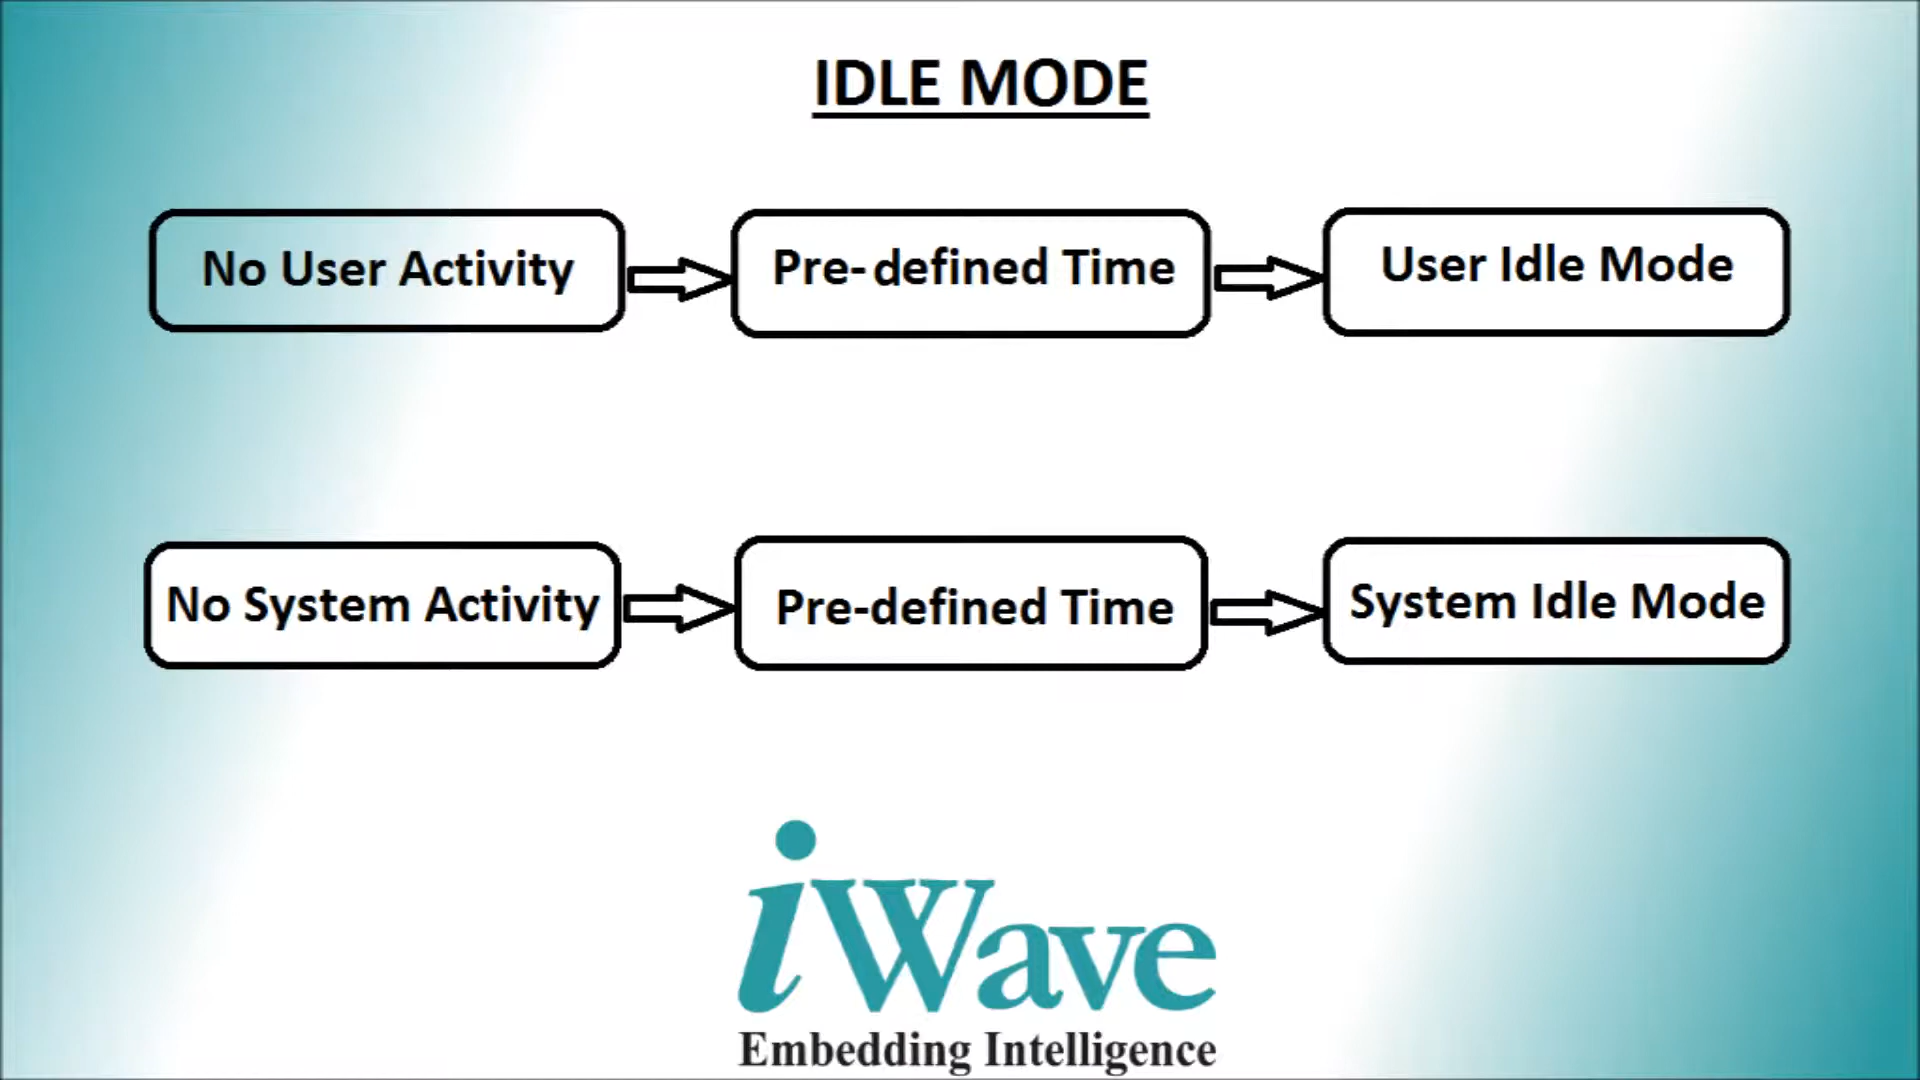 IDLE MODE
No User Activity
Pre-defined Time
User Idle Mode
No System Activity
Pre-defined Time
System Idle Mode
iWave
Embedding Intelligence